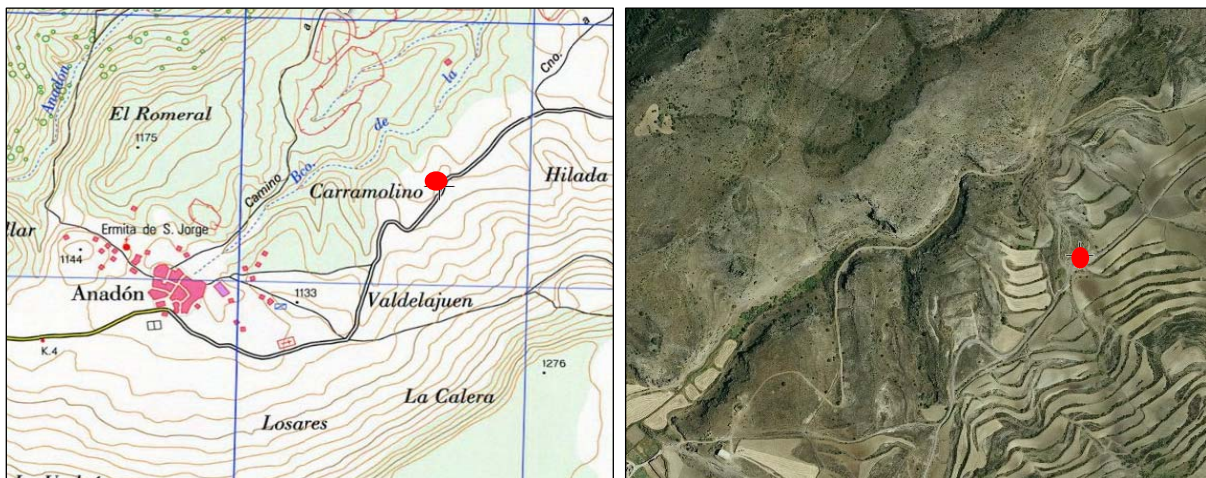 Anadón
El Romeral
1175
a
Cno.
a
la
de
Bco.
Camino
Carramolino
Hilada
Ermita de S. Jorge
llar
1144
Anadón
1133
Valdelajuen
K.4
1276
La Calera
Losares